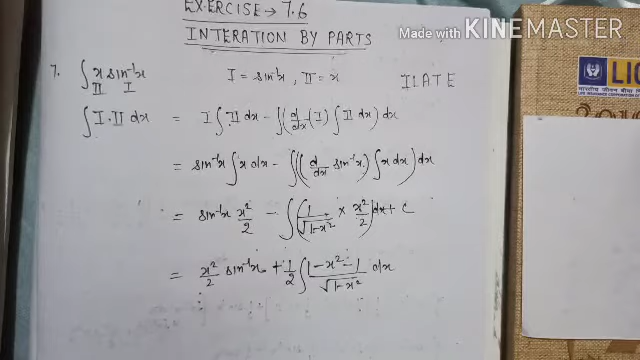 EXERCISE → 7.6
Made with KINEMASTER
INTERATION BY PARTS
7. ∫ x sin⁻¹x I = sin⁻¹x, II = x ILATE
II I
∫ I·II dx = I ∫ II dx - ∫(d/dx (I) ∫ II dx) dx
= sin⁻¹x ∫ x dx - ∫((d/dx sin⁻¹x) ∫ x dx) dx
= sin⁻¹x x²/2 - ∫(1/√1-x² × x²/2) dx + C
= x²/2 sin⁻¹x + 1/2 ∫ 1-x²-1/√1-x² dx
LIC